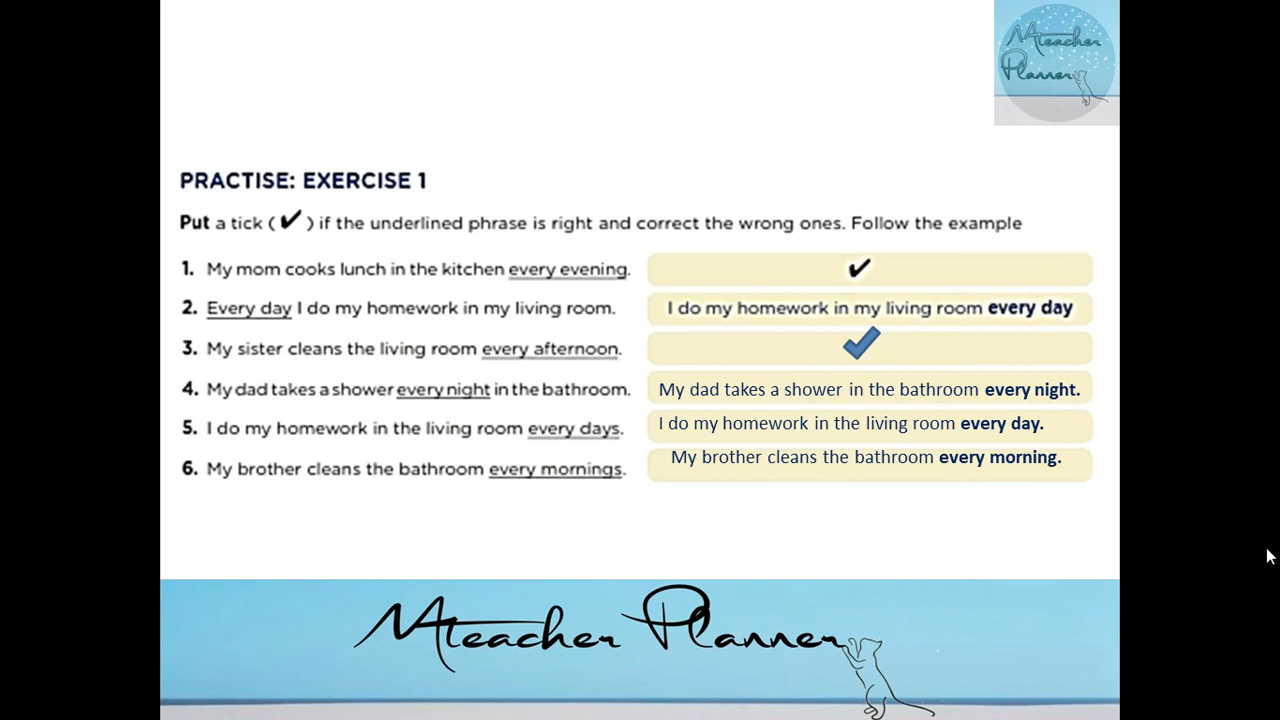 Mteacher
Planner
PRACTISE: EXERCISE 1
Put a tick (✔) if the underlined phrase is right and correct the wrong ones. Follow the example
1. My mom cooks lunch in the kitchen every evening. ✔
2. Every day I do my homework in my living room. I do my homework in my living room every day
3. My sister cleans the living room every afternoon. ✔
4. My dad takes a shower every night in the bathroom. My dad takes a shower in the bathroom every night.
5. I do my homework in the living room every days. I do my homework in the living room every day.
6. My brother cleans the bathroom every mornings. My brother cleans the bathroom every morning.
Mteacher Planner